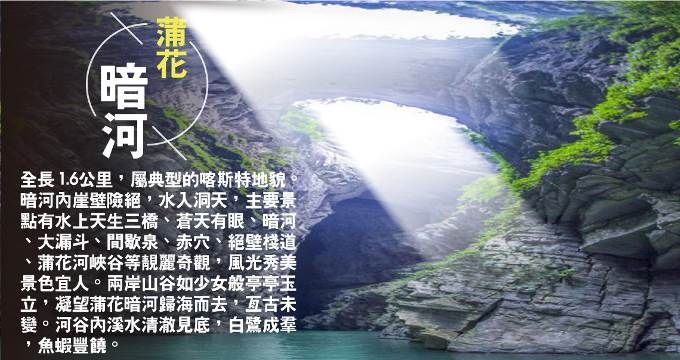 蒲花
暗河
全長 1.6公里，屬典型的喀斯特地貌。
暗河內崖壁險絕，水入洞天，主要景
點有水上天生三橋、蒼天有眼、暗河
、大漏斗、間歇泉、赤穴、絕壁棧道
、蒲花河峽谷等靚麗奇觀，風光秀美
景色宜人。兩岸山谷如少女般亭亭玉
立，凝望蒲花暗河歸海而去，亙古未
變。河谷內溪水清澈見底，白鷺成羣
，魚蝦豐饒。